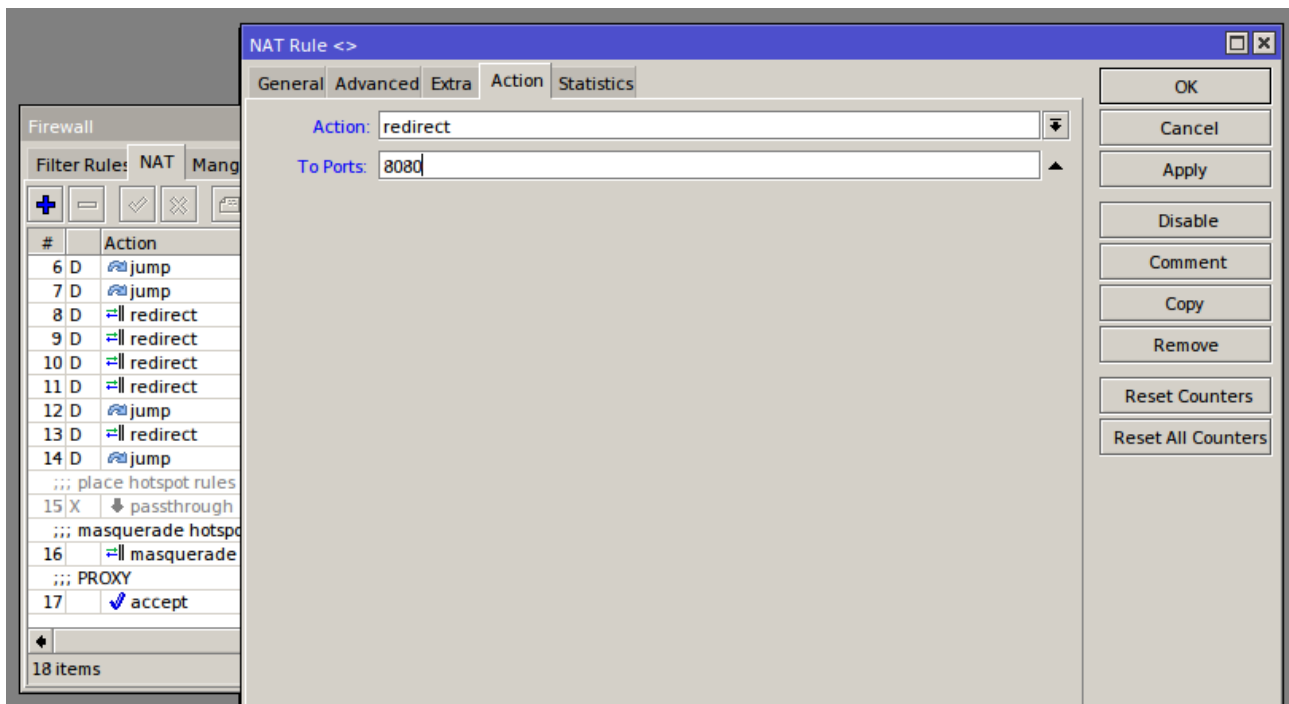 NAT Rule <>
General Advanced Extra Action Statistics
Action: redirect
To Ports: 8080
OK
Cancel
Apply
Disable
Comment
Copy
Remove
Reset Counters
Reset All Counters
Firewall
Filter Rules NAT Mang
# Action
6 D jump
7 D jump
8 D redirect
9 D redirect
10 D redirect
11 D redirect
12 D jump
13 D redirect
14 D jump
;;; place hotspot rules
15 X passthrough
;;; masquerade hotspo
16 masquerade
;;; PROXY
17 accept
18 items